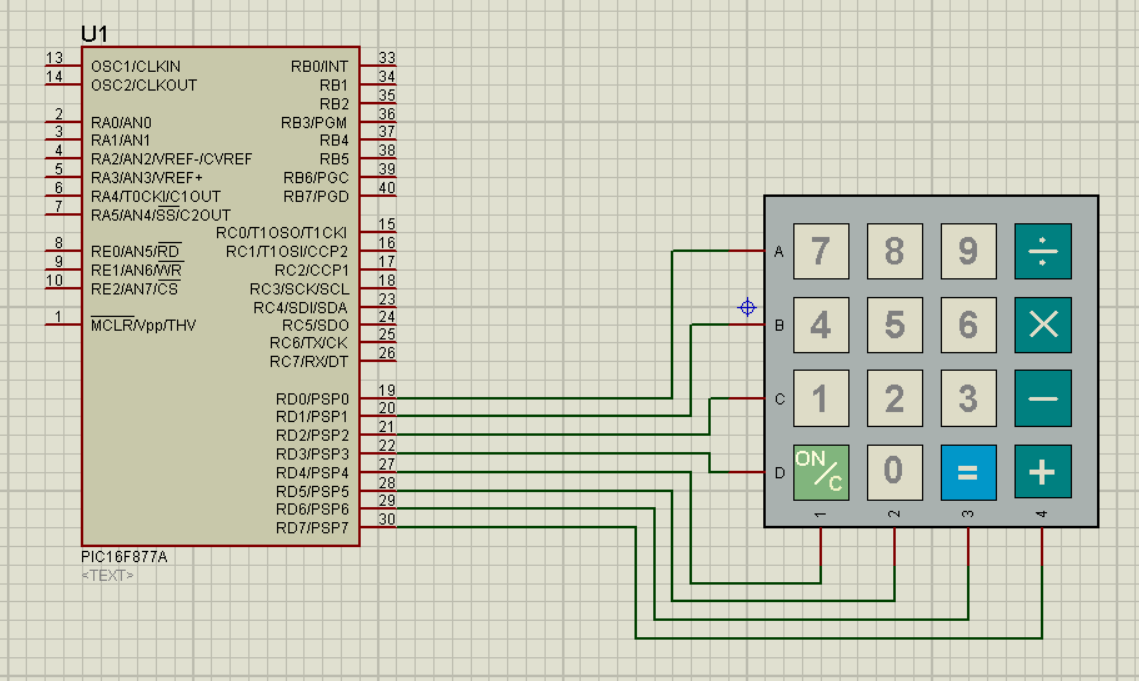 U1
13 OSC1/CLKIN RB0/INT 33
14 OSC2/CLKOUT RB1 34
RB2 35
2 RA0/AN0 RB3/PGM 36
3 RA1/AN1 RB4 37
4 RA2/AN2/VREF-/CVREF RB5 38
5 RA3/AN3/VREF+ RB6/PGC 39
6 RA4/T0CKI/C1OUT RB7/PGD 40
7 RA5/AN4/SS/C2OUT
RC0/T1OSO/T1CKI 15
8 RE0/AN5/RD RC1/T1OSI/CCP2 16
9 RE1/AN6/WR RC2/CCP1 17
10 RE2/AN7/CS RC3/SCK/SCL 18
RC4/SDI/SDA 23
1 MCLR/Vpp/THV RC5/SDO 24
RC6/TX/CK 25
RC7/RX/DT 26
RD0/PSP0 19
RD1/PSP1 20
RD2/PSP2 21
RD3/PSP3 22
RD4/PSP4 27
RD5/PSP5 28
RD6/PSP6 29
RD7/PSP7 30
PIC16F877A
<TEXT>
A 7 8 9 ÷
B 4 5 6 ×
C 1 2 3 −
D ON/C 0 = +
1 2 3 4